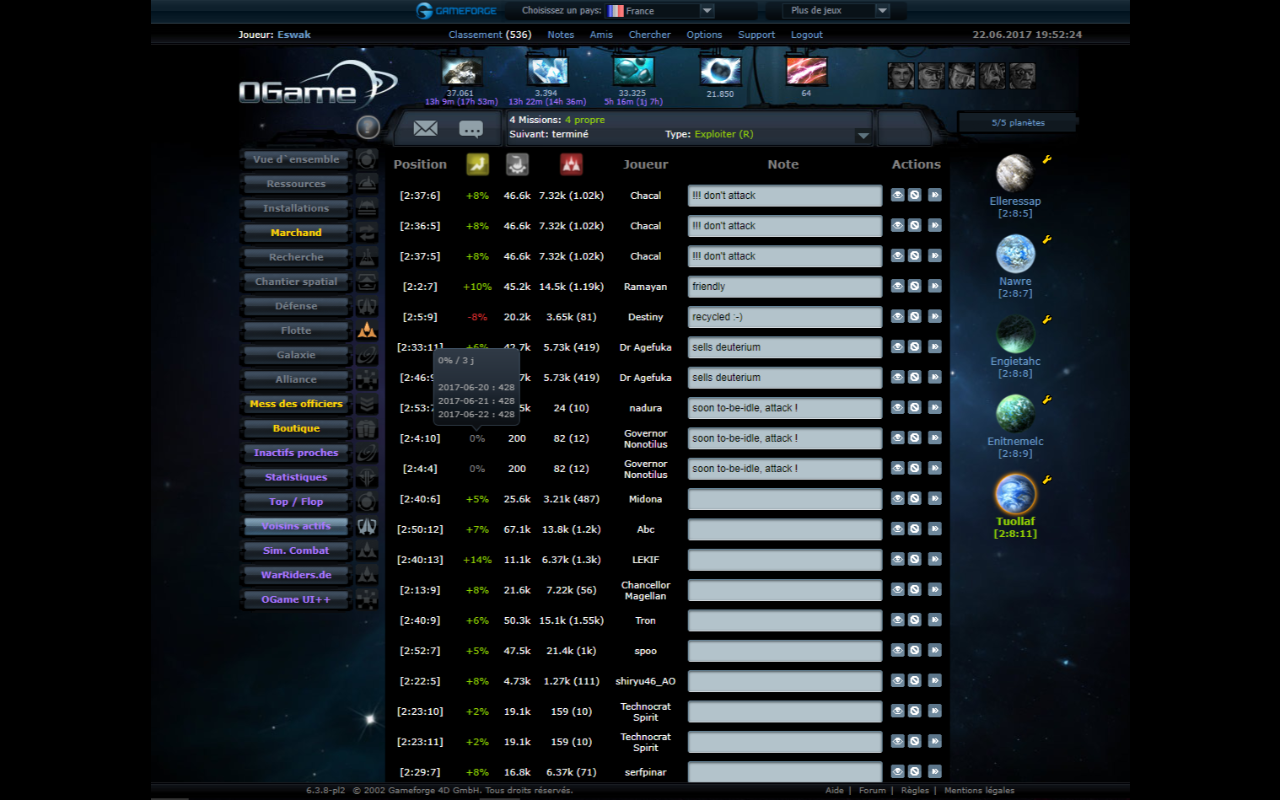 GAMEFORGE Choisissez un pays: France Plus de jeux
Joueur: Eswak Classement (536) Notes Amis Chercher Options Support Logout 22.06.2017 19:52:24
OGame
37.061 3.394 33.325 21.850 64
13h 9m (17h 53m) 13h 22m (14h 36m) 5h 16m (1j 7h)
4 Missions: 4 propre
Suivant: terminé Type: Exploiter (R)
5/5 planètes
Vue d`ensemble
Ressources
Installations
Marchand
Recherche
Chantier spatial
Défense
Flotte
Galaxie
Alliance
Mess des officiers
Boutique
Inactifs proches
Statistiques
Top / Flop
Voisins actifs
Sim. Combat
WarRiders.de
OGame UI++
Position Joueur Note Actions
[2:37:6] +8% 46.6k 7.32k (1.02k) Chacal !!! don't attack
[2:36:5] +8% 46.6k 7.32k (1.02k) Chacal !!! don't attack
[2:37:5] +8% 46.6k 7.32k (1.02k) Chacal !!! don't attack
[2:2:7] +10% 45.2k 14.5k (1.19k) Ramayan friendly
[2:5:9] -8% 20.2k 3.65k (81) Destiny recycled :-)
[2:33:11] +6% 42.7k 5.73k (419) Dr Agefuka sells deuterium
0% / 3 j
2017-06-20 : 428
2017-06-21 : 428
2017-06-22 : 428
[2:46: 7k 5.73k (419) Dr Agefuka sells deuterium
[2:53: 5k 24 (10) nadura soon to-be-idle, attack !
[2:4:10] 0% 200 82 (12) Governor Nonotilus soon to-be-idle, attack !
[2:4:4] 0% 200 82 (12) Governor Nonotilus soon to-be-idle, attack !
[2:40:6] +5% 25.6k 3.21k (487) Midona
[2:50:12] +7% 67.1k 13.8k (1.2k) Abc
[2:40:13] +14% 11.1k 6.37k (1.3k) LEKIF
[2:13:9] +8% 21.6k 7.22k (56) Chancellor Magellan
[2:40:9] +6% 50.3k 15.1k (1.55k) Tron
[2:52:7] +5% 47.5k 21.4k (1k) spoo
[2:22:5] +8% 4.73k 1.27k (111) shiryu46_AO
[2:23:10] +2% 19.1k 159 (10) Technocrat Spirit
[2:23:11] +2% 19.1k 159 (10) Technocrat Spirit
[2:29:7] +8% 16.8k 6.37k (71) serfpinar
Elleressap
[2:8:5]
Nawre
[2:8:7]
Engietahc
[2:8:8]
Enitnemelc
[2:8:9]
Tuollaf
[2:8:11]
6.3.8-pl2 © 2002 Gameforge 4D GmbH. Tous droits réservés. Aide | Forum | Règles | Mentions légales